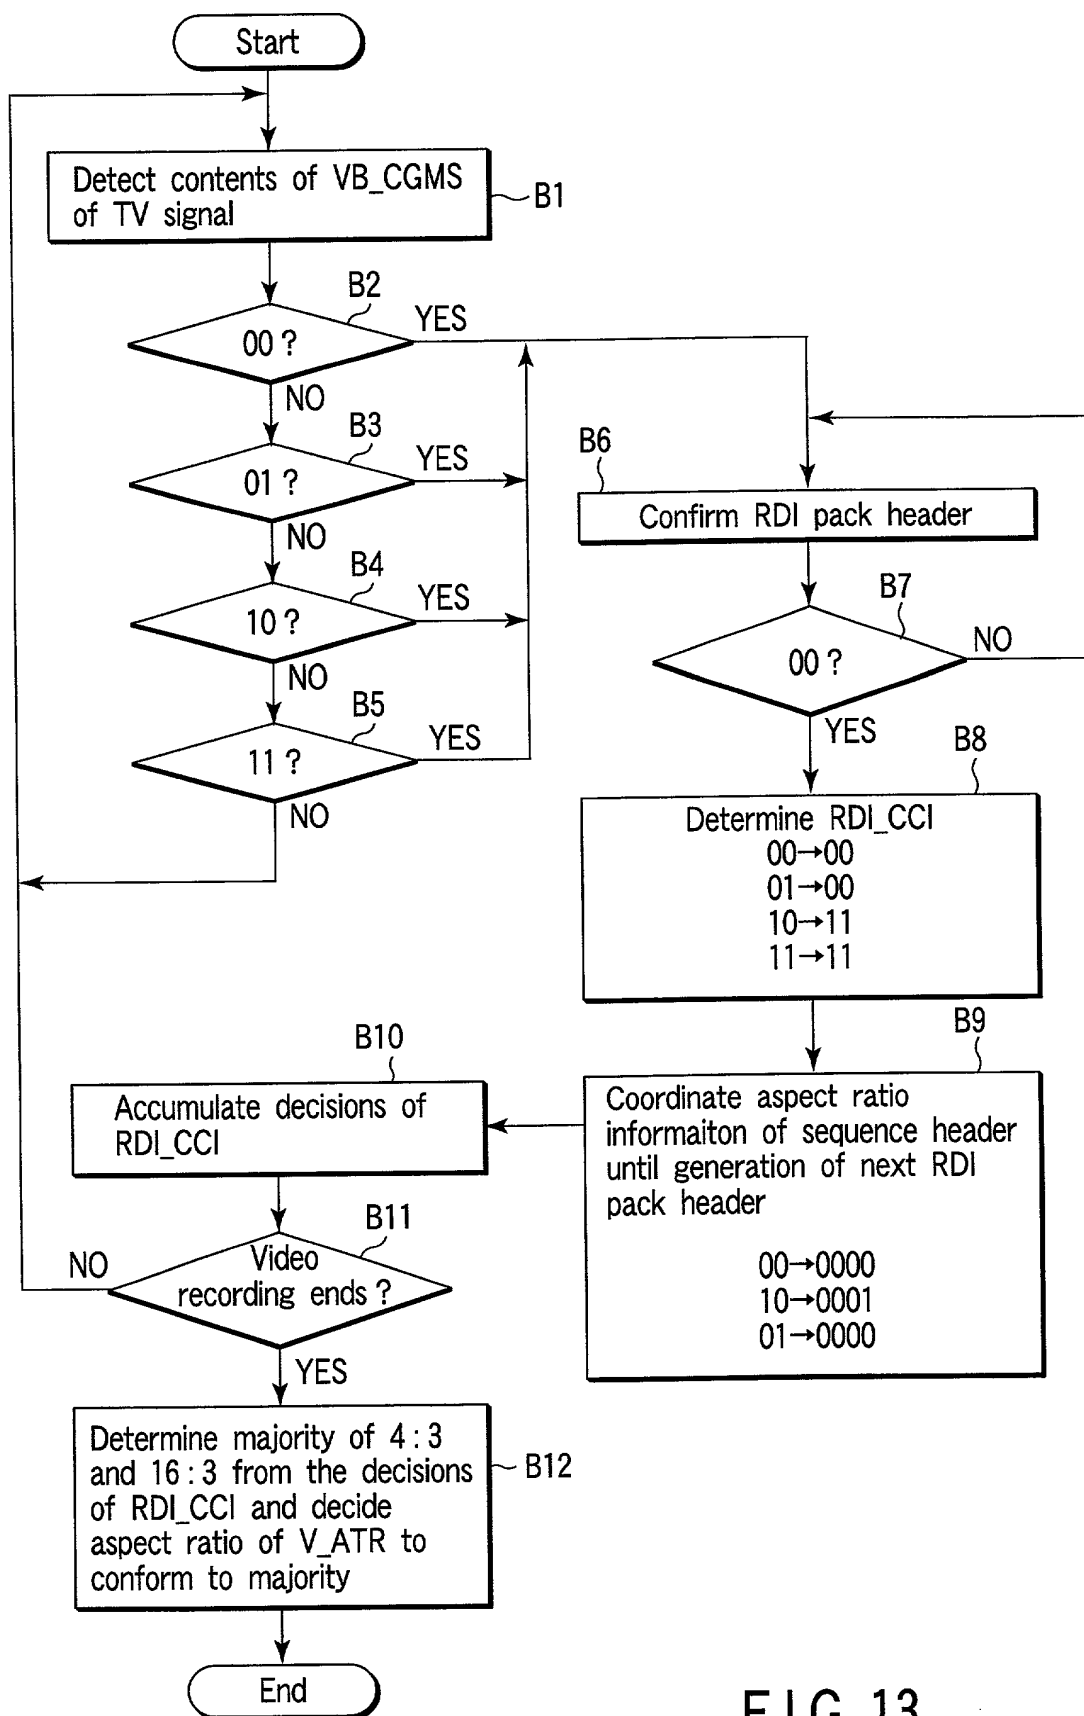 Start
Detect contents of VB_CGMS
of TV signal
B1
B2
00 ?
YES
NO
B3
01 ?
YES
NO
B4
10 ?
YES
NO
B5
11 ?
YES
NO
B6
Confirm RDI pack header
B7
00 ?
NO
YES
B8
Determine RDI_CCI
00→00
01→00
10→11
11→11
B9
Coordinate aspect ratio
informaiton of sequence header
until generation of next RDI
pack header
00→0000
10→0001
01→0000
B10
Accumulate decisions of
RDI_CCI
B11
Video
recording ends ?
NO
YES
Determine majority of 4 : 3
and 16 : 3 from the decisions
of RDI_CCI and decide
aspect ratio of V_ATR to
conform to majority
B12
End
FIG. 13